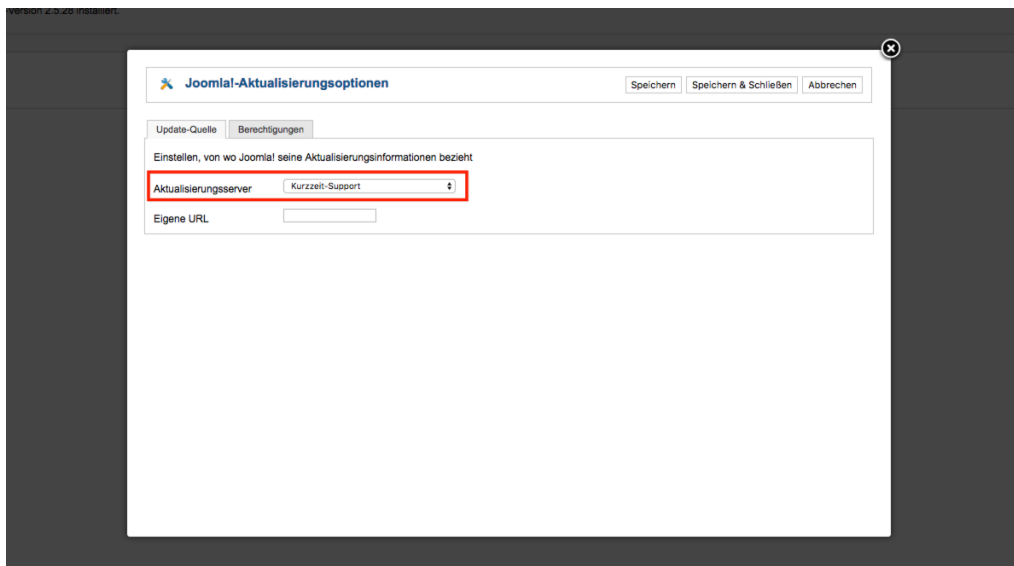 -Version 2.5.28 installiert.
Joomla!-Aktualisierungsoptionen
Speichern
Speichern & Schließen
Abbrechen
Update-Quelle
Berechtigungen
Einstellen, von wo Joomla! seine Aktualisierungsinformationen bezieht
Aktualisierungsserver
Kurzzeit-Support
Eigene URL